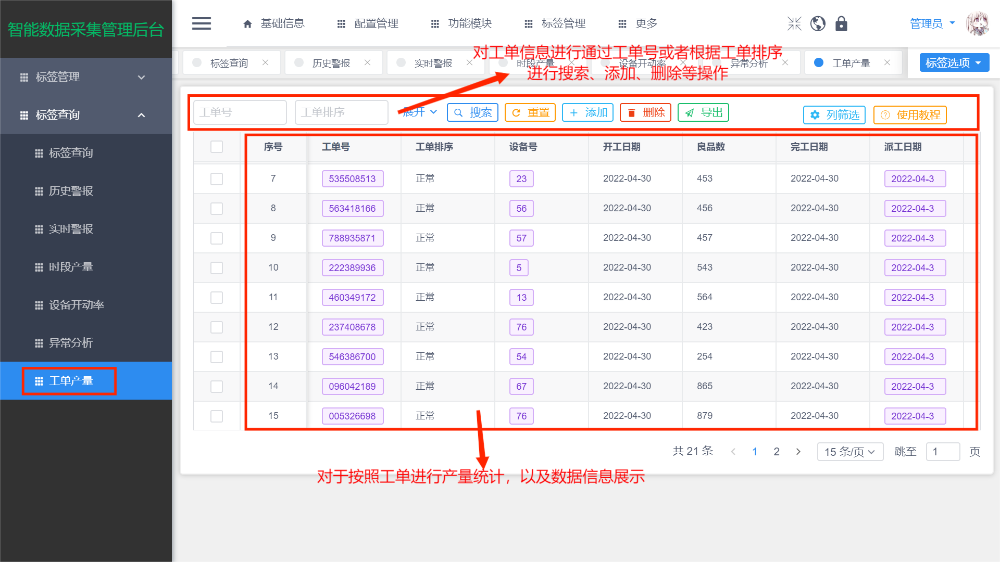 智能数据采集管理后台
基础信息 配置管理 功能模块 标签管理 更多 管理员
标签查询 历史警报 实时警报 时段产量 设备开动率 异常分析 工单产量 标签选项
对工单信息进行通过工单号或者根据工单排序
进行搜索、添加、删除等操作
标签管理
标签查询
标签查询
历史警报
实时警报
时段产量
设备开动率
异常分析
工单产量
工单号 工单排序 展开 搜索 重置 添加 删除 导出 列筛选 使用教程
序号 工单号 工单排序 设备号 开工日期 良品数 完工日期 派工日期
7 535508513 正常 23 2022-04-30 453 2022-04-30 2022-04-3
8 563418166 正常 56 2022-04-30 456 2022-04-30 2022-04-3
9 788935871 正常 57 2022-04-30 457 2022-04-30 2022-04-3
10 222389936 正常 5 2022-04-30 543 2022-04-30 2022-04-3
11 460349172 正常 13 2022-04-30 564 2022-04-30 2022-04-3
12 237408678 正常 76 2022-04-30 423 2022-04-30 2022-04-3
13 546386700 正常 54 2022-04-30 254 2022-04-30 2022-04-3
14 096042189 正常 67 2022-04-30 865 2022-04-30 2022-04-3
15 005326698 正常 76 2022-04-30 879 2022-04-30 2022-04-3
共 21 条 1 2 15 条/页 跳至 1 页
对于按照工单进行产量统计，以及数据信息展示